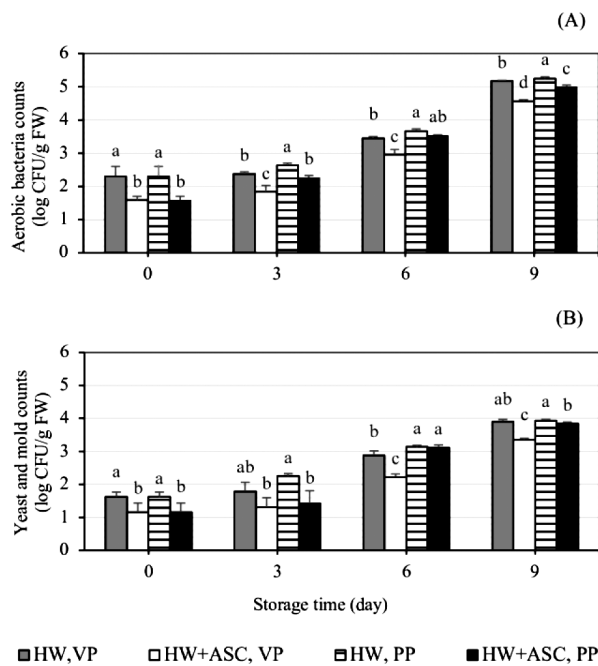 (A)
Aerobic bacteria counts
(log CFU/g FW)
6
5
4
3
2
1
0
a b a b
b c a b
b c a ab
b d a c
0 3 6 9
(B)
Yeast and mold counts
(log CFU/g FW)
6
5
4
3
2
1
0
a b a b
ab b a b
b c a a
ab c a b
0 3 6 9
Storage time (day)
HW,VP HW+ASC, VP HW, PP HW+ASC, PP